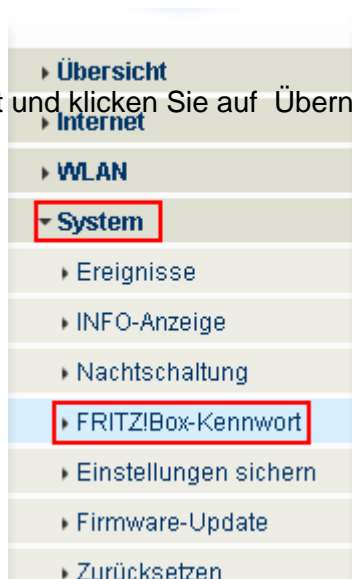 Übersicht
t und klicken Sie auf Übern
Internet
WLAN
System
Ereignisse
INFO-Anzeige
Nachtschaltung
FRITZ!Box-Kennwort
Einstellungen sichern
Firmware-Update
Zurücksetzen